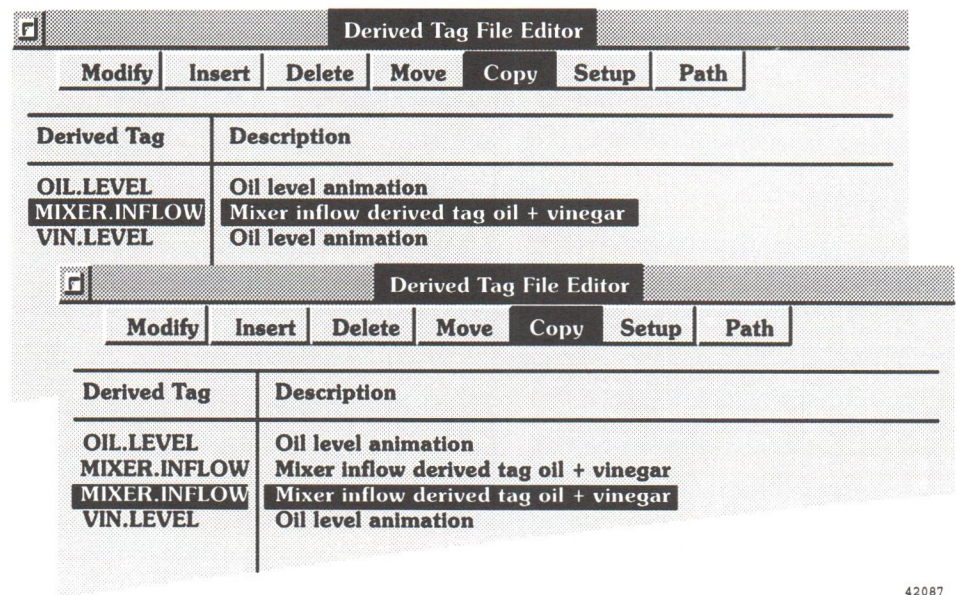 Derived Tag File Editor
Modify Insert Delete Move Copy Setup Path
Derived Tag Description
OIL.LEVEL Oil level animation
MIXER.INFLOW Mixer inflow derived tag oil + vinegar
VIN.LEVEL Oil level animation
Derived Tag File Editor
Modify Insert Delete Move Copy Setup Path
Derived Tag Description
OIL.LEVEL Oil level animation
MIXER.INFLOW Mixer inflow derived tag oil + vinegar
MIXER.INFLOW Mixer inflow derived tag oil + vinegar
VIN.LEVEL Oil level animation
42087